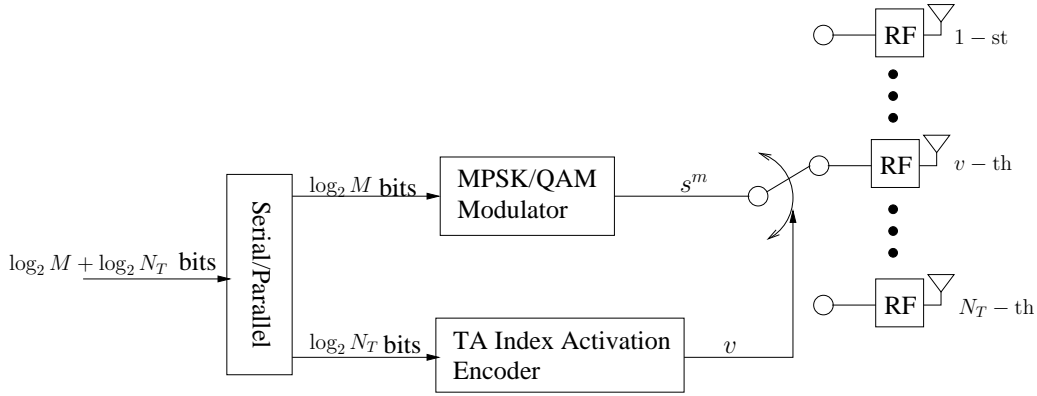 RF
1 − st
log₂ M bits
MPSK/QAM
Modulator
sᵐ
RF
v − th
log₂ M + log₂ N_T bits
Serial/Parallel
log₂ N_T bits
TA Index Activation
Encoder
v
RF
N_T − th